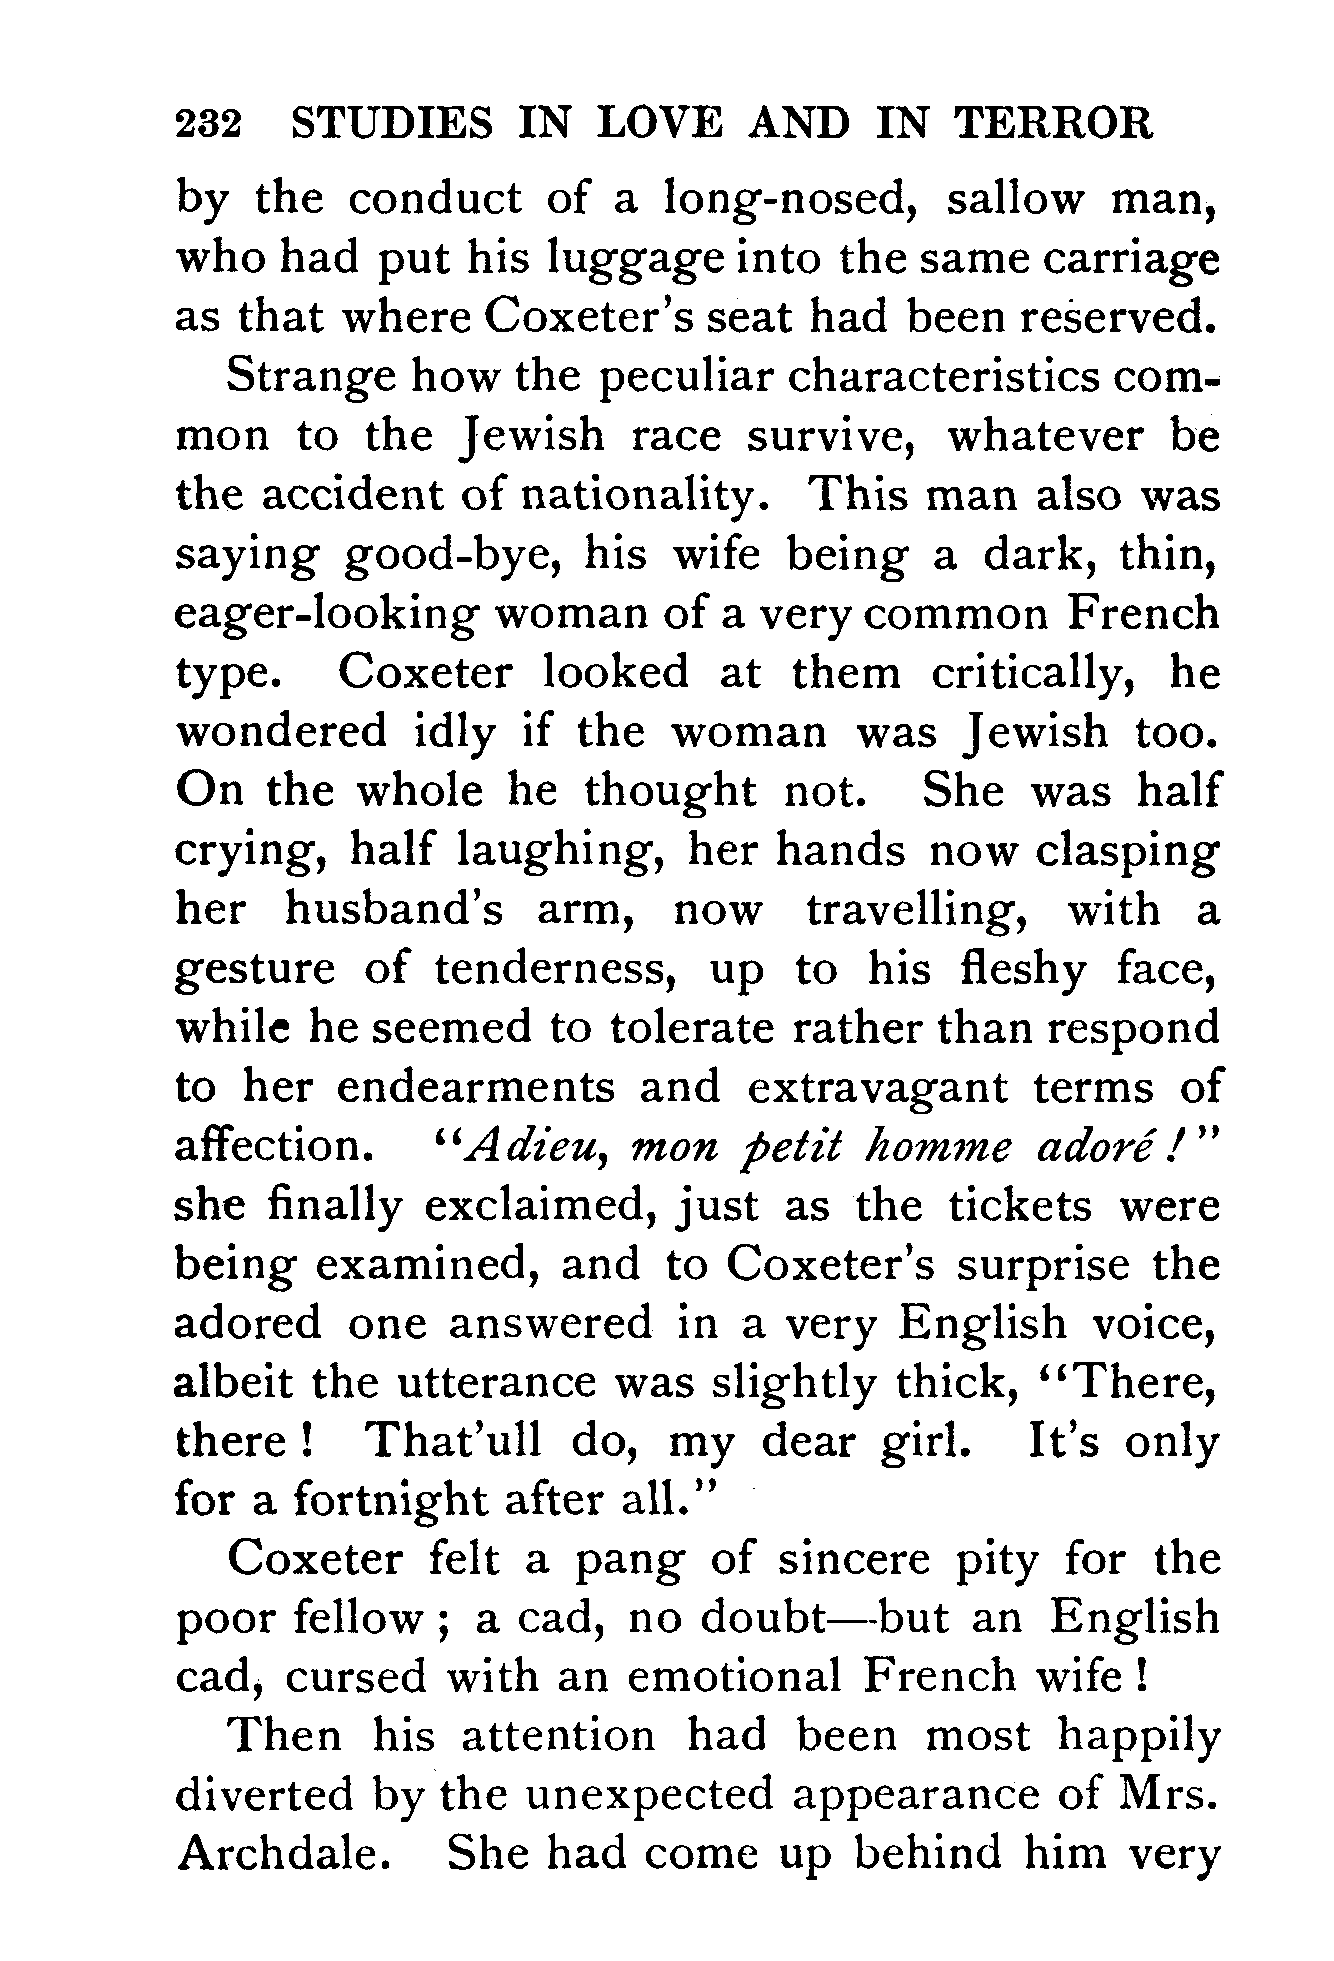 232 STUDIES IN LOVE AND IN TERROR
by the conduct of a long-nosed, sallow man,
who had put his luggage into the same carriage
as that where Coxeter's seat had been reserved.
Strange how the peculiar characteristics com-
mon to the Jewish race survive, whatever be
the accident of nationality. This man also was
saying good-bye, his wife being a dark, thin,
eager-looking woman of a very common French
type. Coxeter looked at them critically, he
wondered idly if the woman was Jewish too.
On the whole he thought not. She was half
crying, half laughing, her hands now clasping
her husband's arm, now travelling, with a
gesture of tenderness, up to his fleshy face,
while he seemed to tolerate rather than respond
to her endearments and extravagant terms of
affection. "Adieu, mon petit homme adoré !"
she finally exclaimed, just as the tickets were
being examined, and to Coxeter's surprise the
adored one answered in a very English voice,
albeit the utterance was slightly thick, "There,
there ! That'ull do, my dear girl. It's only
for a fortnight after all."
Coxeter felt a pang of sincere pity for the
poor fellow ; a cad, no doubt—but an English
cad, cursed with an emotional French wife !
Then his attention had been most happily
diverted by the unexpected appearance of Mrs.
Archdale. She had come up behind him very